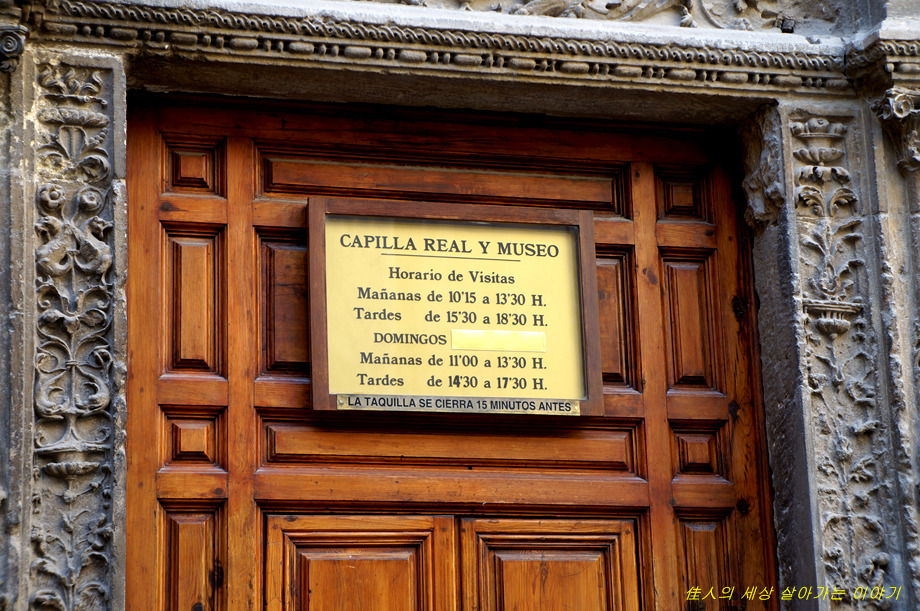 CAPILLA REAL Y MUSEO
Horario de Visitas
Mañanas de 10'15 a 13'30 H.
Tardes de 15'30 a 18'30 H.
DOMINGOS
Mañanas de 11'00 a 13'30 H.
Tardes de 14'30 a 17'30 H.
LA TAQUILLA SE CIERRA 15 MINUTOS ANTES
佳人의 세상 살아가는 이야기